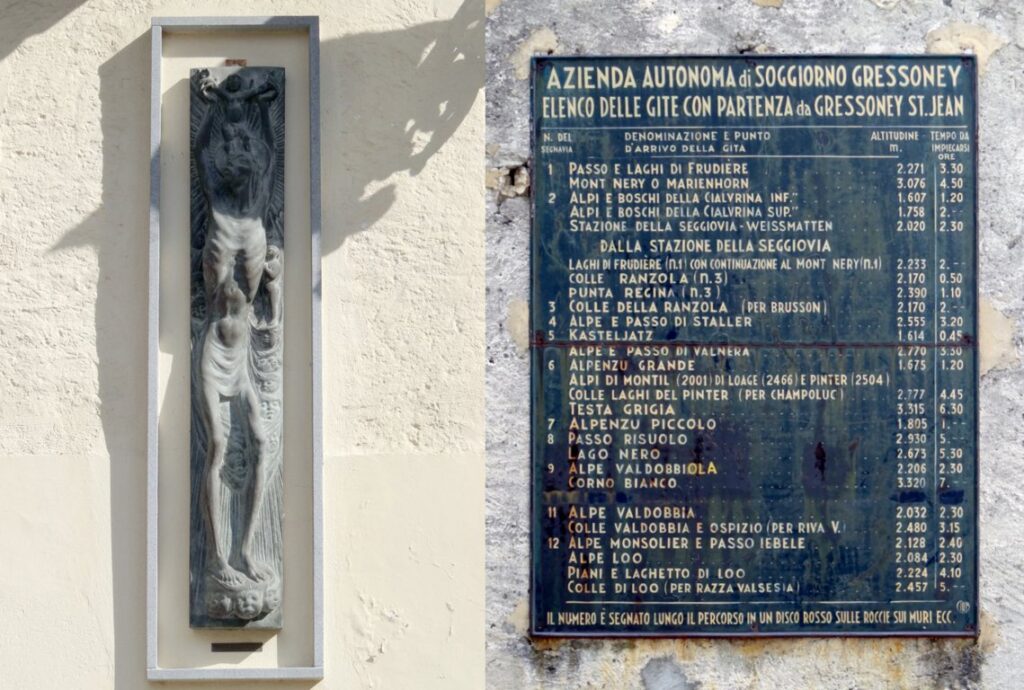 AZIENDA AUTONOMA di SOGGIORNO GRESSONEY
ELENCO DELLE GITE CON PARTENZA da GRESSONEY ST. JEAN
N. DEL SEGNAVIA DENOMINAZIONE E PUNTO D'ARRIVO DELLA GITA ALTITUDINE m. TEMPO DA IMPIECARSI ORE
1 PASSO E LAGHI DI FRUDIÈRE 2.271 3.30
MONT NERY O MARIENHORN 3.076 4.50
2 ALPI E BOSCHI DELLA CIALVRINA INF." 1.607 1.20
ALPI E BOSCHI DELLA CIALVRINA SUP." 1.758 2.--
STAZIONE DELLA SEGGIOVIA - WEISSMATTEN 2.020 2.30
DALLA STAZIONE DELLA SEGGIOVIA
LAGHI DI FRUDIÈRE (n.1) CON CONTINUAZIONE AL MONT NERY (n.1) 2.233 2.--
COLLE RANZOLA (n.3) 2.170 0.50
PUNTA REGINA (n.3) 2.390 1.10
3 COLLE DELLA RANZOLA (PER BRUSSON) 2.170 2.--
4 ALPE E PASSO DI STALLER 2.555 3.20
5 KASTELJATZ 1.614 0.45
ALPE E PASSO DI VALNERA 2.770 3.30
6 ALPENZU GRANDE 1.675 1.20
ALPI DI MONTIL (2001) DI LOAGE (2466) E PINTER (2504)
COLLE LAGHI DEL PINTER (PER CHAMPOLUC) 2.777 4.45
TESTA GRIGIA 3.315 6.30
7 ALPENZU PICCOLO 1.805 1.--
8 PASSO RISUOLO 2.930 5.--
LAGO NERO 2.673 5.30
9 ALPE VALDOBBIOLA 2.206 2.30
CORNO BIANCO 3.320 7.--
11 ALPE VALDOBBIA 2.032 2.30
COLLE VALDOBBIA E OSPIZIO (PER RIVA V.) 2.480 3.15
12 ALPE MONSOLIER E PASSO IEBELE 2.128 2.40
ALPE LOO 2.084 2.30
PIANI E LAGHETTO DI LOO 2.224 4.10
COLLE DI LOO (PER RAZZA VALSESIA) 2.457 5.--
IL NUMERO È SEGNATO LUNGO IL PERCORSO IN UN DISCO ROSSO SULLE ROCCIE SUI MURI ECC.